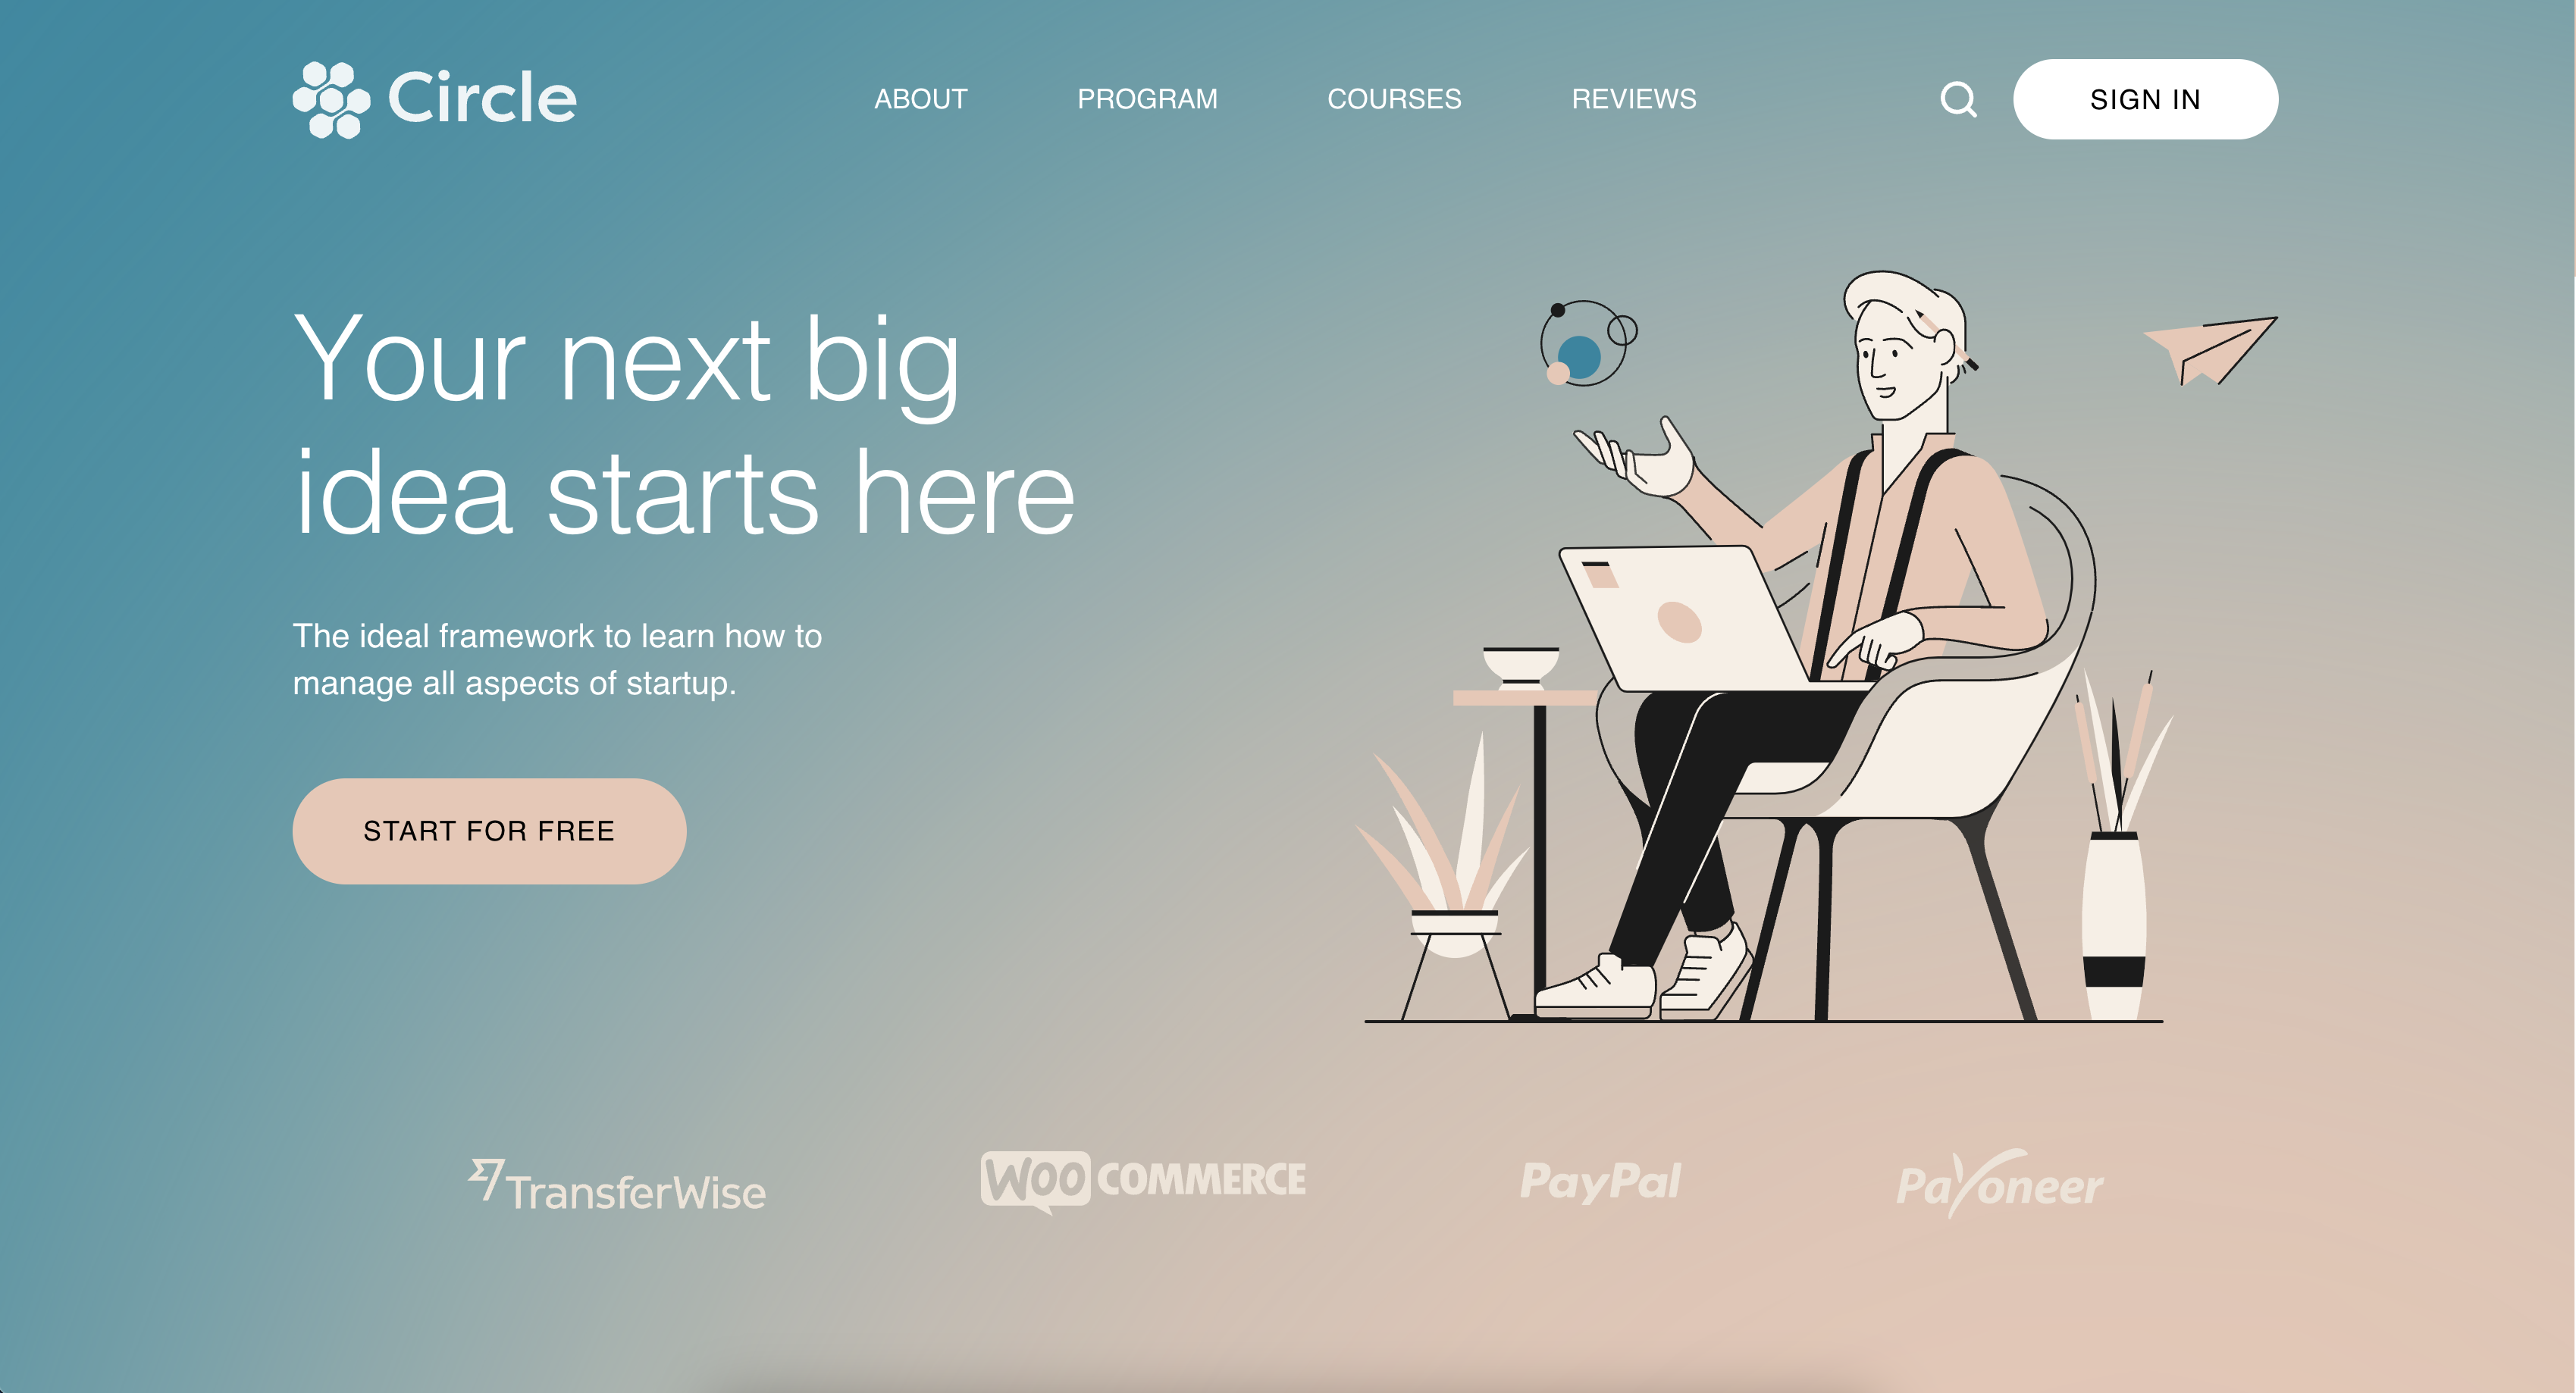 Circle
ABOUT
PROGRAM
COURSES
REVIEWS
SIGN IN
Your next big
idea starts here
The ideal framework to learn how to
manage all aspects of startup.
START FOR FREE
TransferWise
WOO COMMERCE
PayPal
Payoneer